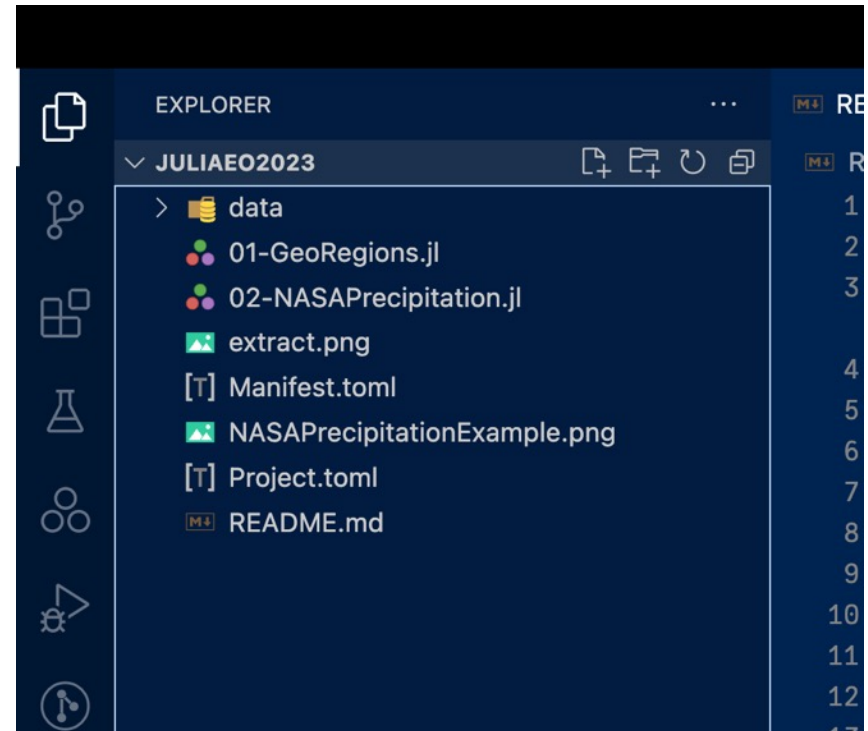 EXPLORER
JULIAEO2023
data
01-GeoRegions.jl
02-NASAPrecipitation.jl
extract.png
[T] Manifest.toml
NASAPrecipitationExample.png
[T] Project.toml
M↓ README.md
M↓ RE
M↓ R
1
2
3
4
5
6
7
8
9
10
11
12